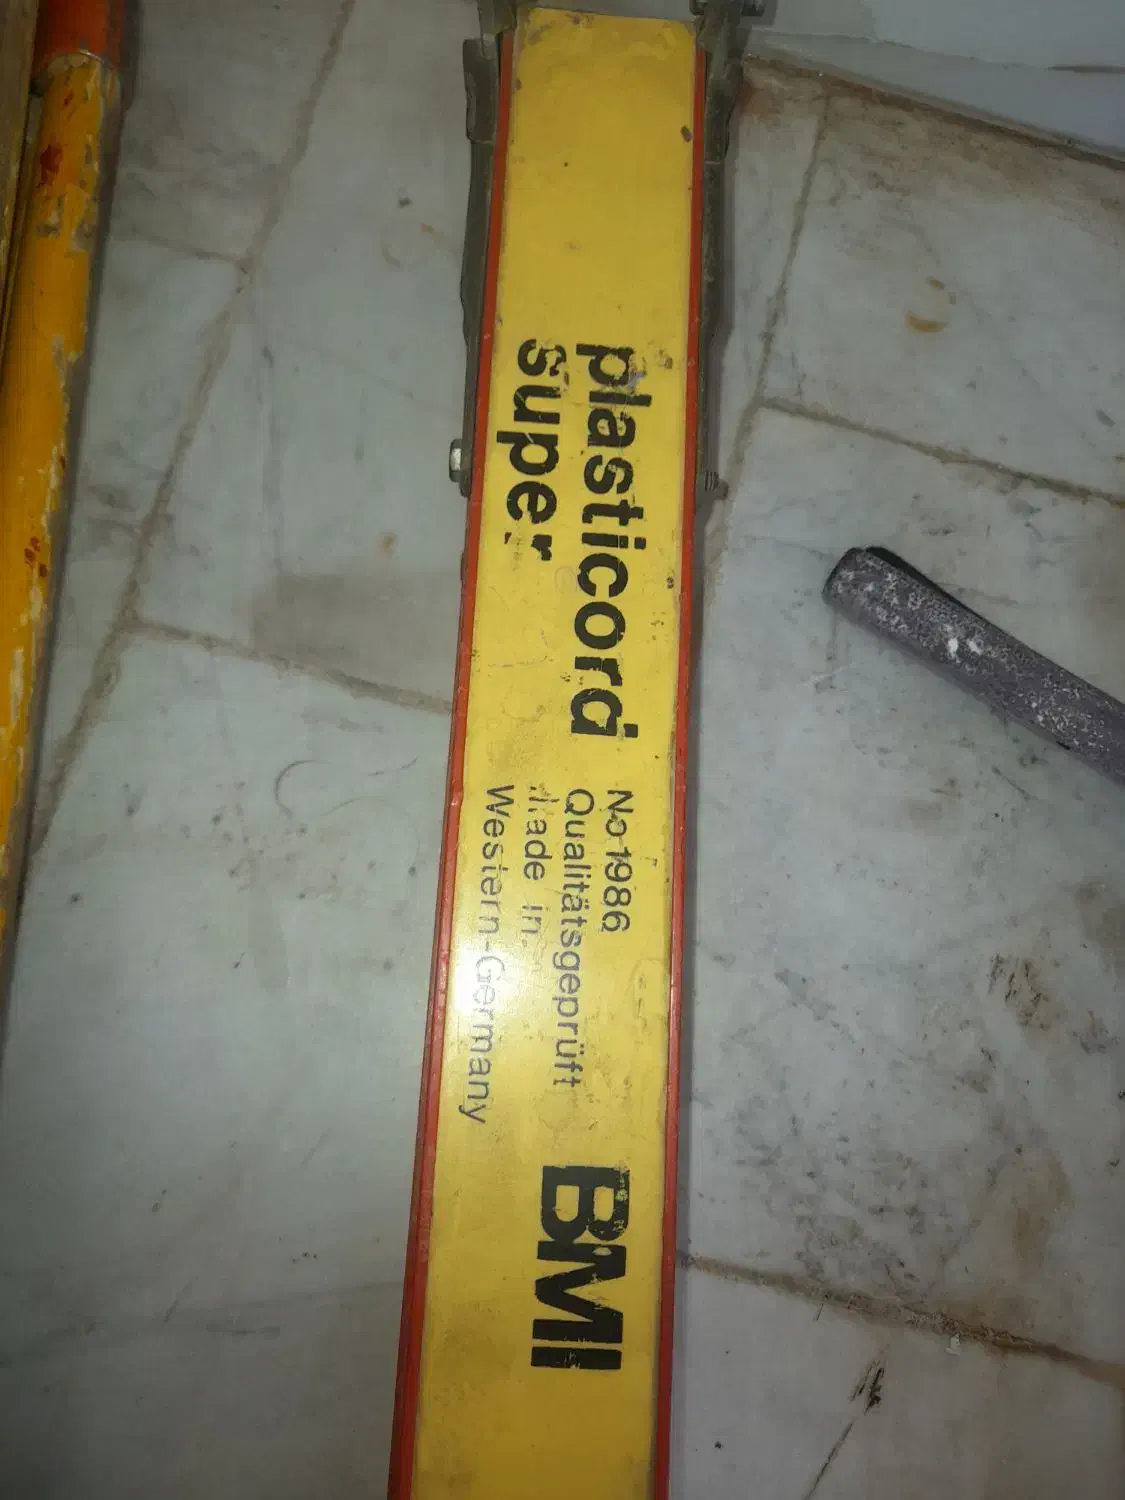 plasticord
super
No 1986
Qualitätsgeprüft
Made in
Western-Germany
BMI